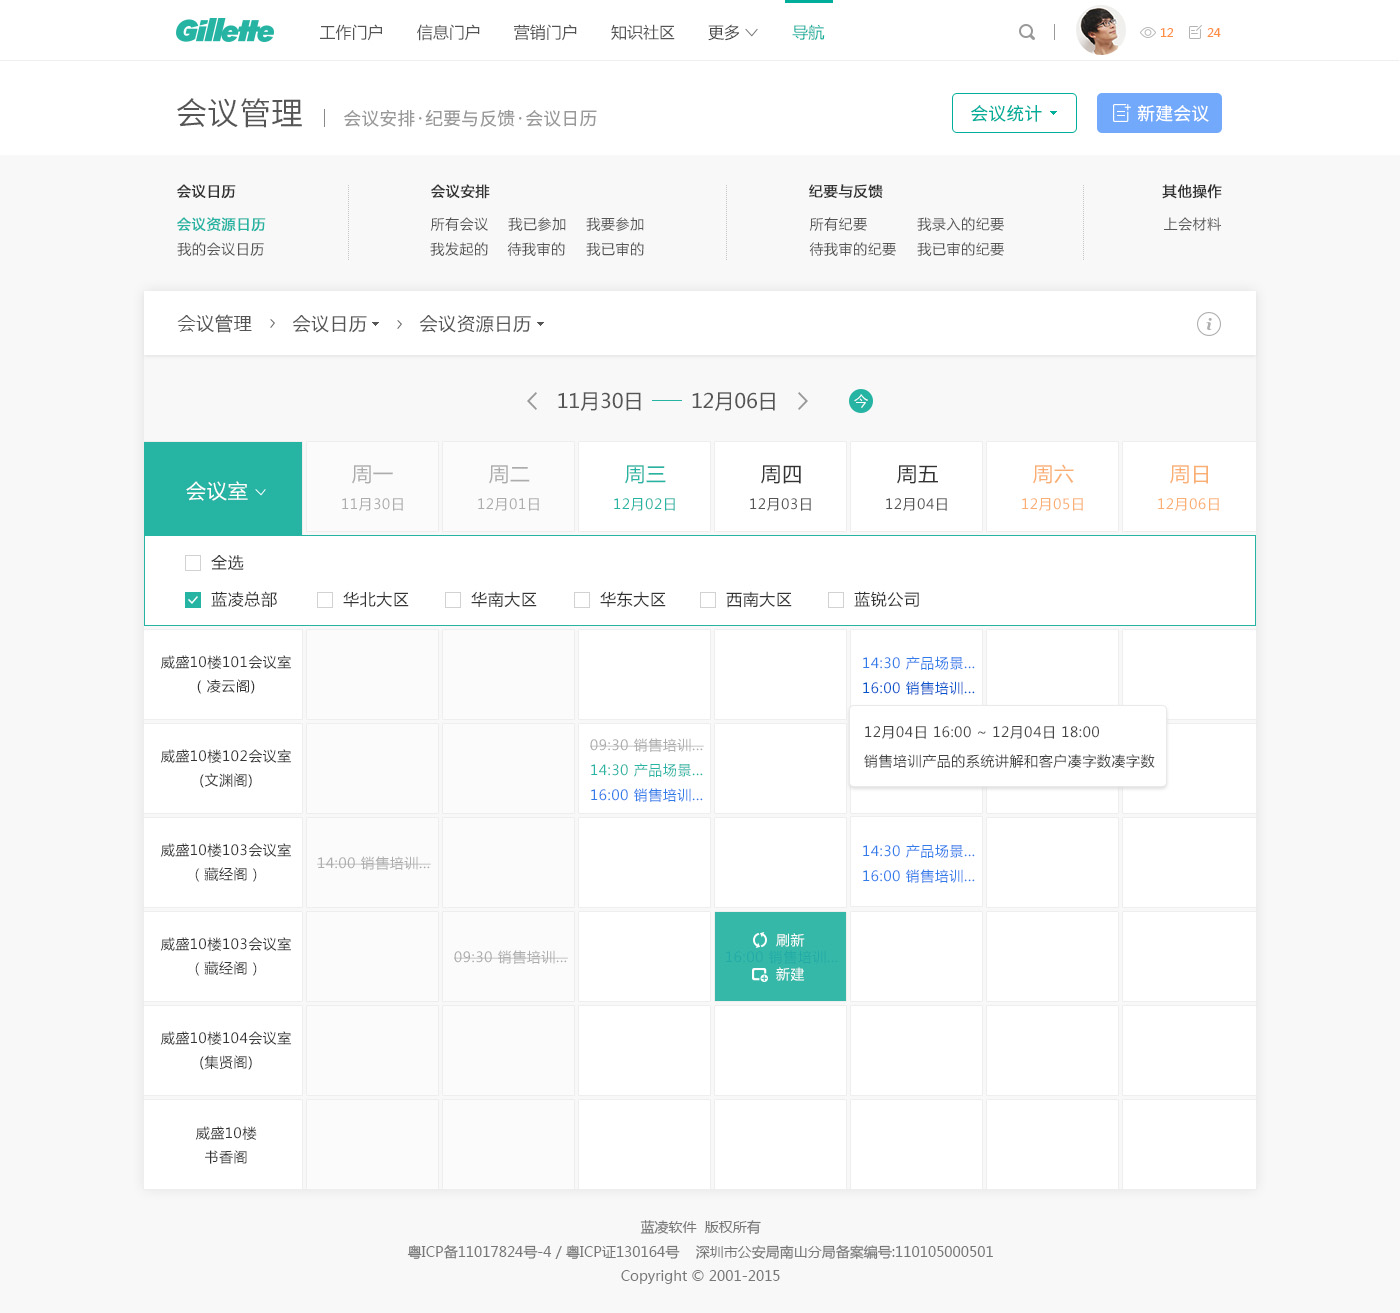 Gillette 工作门户 信息门户 营销门户 知识社区 更多 导航 12 24
会议管理 | 会议安排·纪要与反馈·会议日历 会议统计 新建会议
会议日历 会议安排 纪要与反馈 其他操作
会议资源日历 所有会议 我已参加 我要参加 所有纪要 我录入的纪要 上会材料
我的会议日历 我发起的 待我审的 我已审的 待我审的纪要 我已审的纪要
会议管理 › 会议日历 › 会议资源日历 i
11月30日 — 12月06日 今
会议室 周一 周二 周三 周四 周五 周六 周日
11月30日 12月01日 12月02日 12月03日 12月04日 12月05日 12月06日
全选
蓝凌总部 华北大区 华南大区 华东大区 西南大区 蓝锐公司
威盛10楼101会议室
( 凌云阁)
14:30 产品场景...
16:00 销售培训...
12月04日 16:00 ~ 12月04日 18:00
销售培训产品的系统讲解和客户凑字数凑字数
威盛10楼102会议室
(文渊阁)
09:30 销售培训...
14:30 产品场景...
16:00 销售培训...
威盛10楼103会议室
( 藏经阁 )
14:00 销售培训...
14:30 产品场景...
16:00 销售培训...
威盛10楼103会议室
( 藏经阁 )
09:30 销售培训...
刷新
16:00 销售培训...
新建
威盛10楼104会议室
(集贤阁)
威盛10楼
书香阁
蓝凌软件 版权所有
粤ICP备11017824号-4 / 粤ICP证130164号 深圳市公安局南山分局备案编号:110105000501
Copyright © 2001-2015